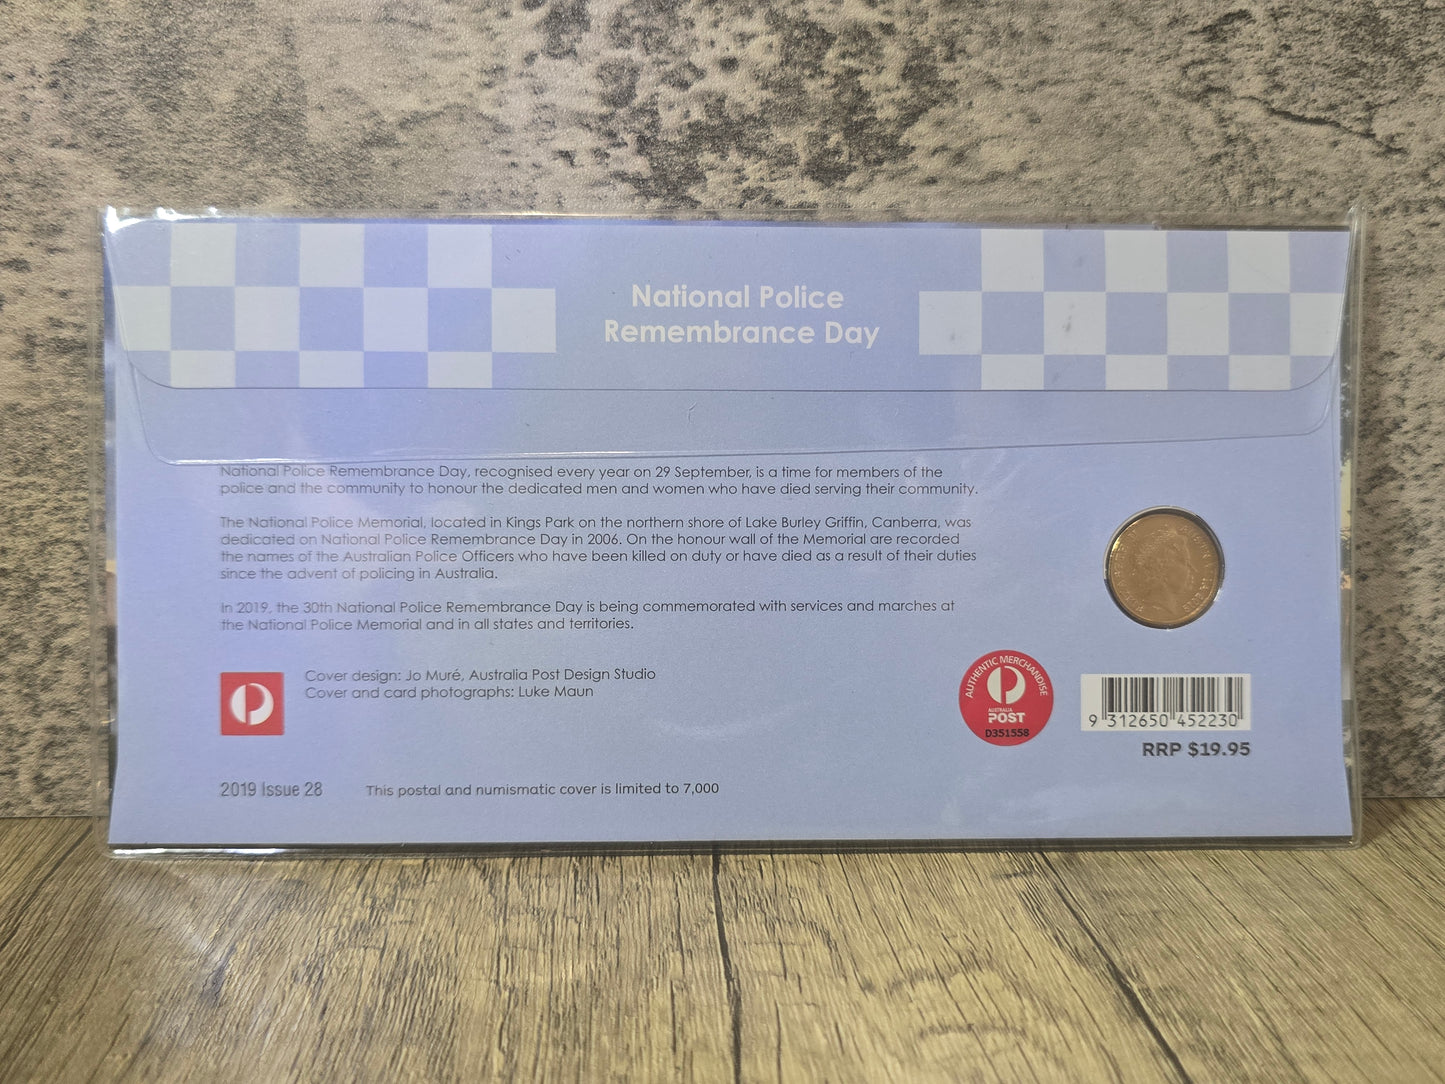 National Police
Remembrance Day
National Police Remembrance Day, recognised every year on 29 September, is a time for members of the
police and the community to honour the dedicated men and women who have died serving their community.
The National Police Memorial, located in Kings Park on the northern shore of Lake Burley Griffin, Canberra, was
dedicated on National Police Remembrance Day in 2006. On the honour wall of the Memorial are recorded
the names of the Australian Police Officers who have been killed on duty or have died as a result of their duties
since the advent of policing in Australia.
In 2019, the 30th National Police Remembrance Day is being commemorated with services and marches at
the National Police Memorial and in all states and territories.
Cover design: Jo Muré, Australia Post Design Studio
Cover and card photographs: Luke Maun
AUTHENTIC MERCHANDISE
AUSTRALIA
POST
D351558
9 312650 452230
RRP $19.95
2019 Issue 28
This postal and numismatic cover is limited to 7,000